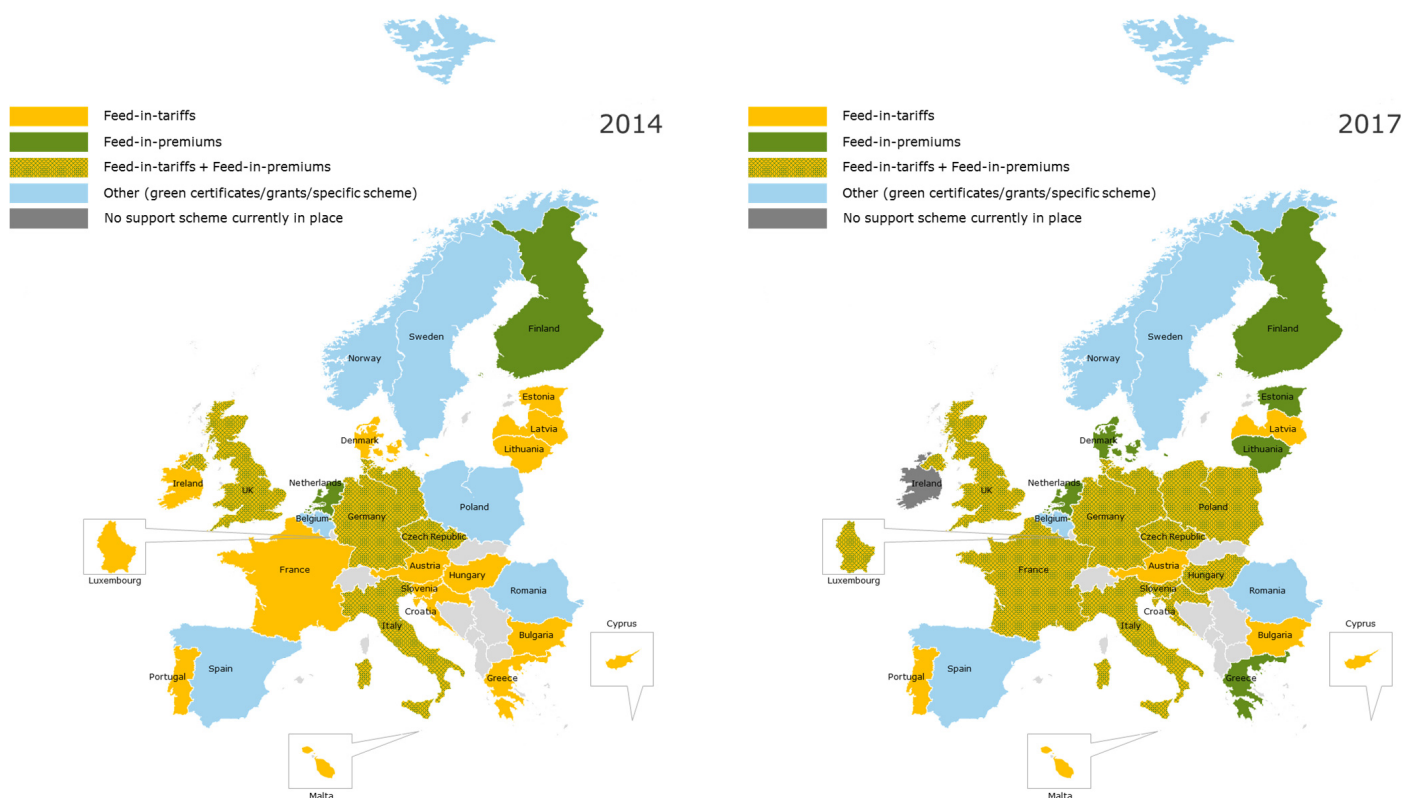 2014
Feed-in-tariffs
Feed-in-premiums
Feed-in-tariffs + Feed-in-premiums
Other (green certificates/grants/specific scheme)
No support scheme currently in place
Finland
Sweden
Norway
Estonia
Latvia
Denmark
Lithuania
Ireland
Netherlands
UK
Poland
Belgium
Germany
Czech Republic
Luxembourg
France
Austria
Hungary
Slovenia
Romania
Croatia
Italy
Bulgaria
Cyprus
Spain
Portugal
Greece
Malta
2017
Feed-in-tariffs
Feed-in-premiums
Feed-in-tariffs + Feed-in-premiums
Other (green certificates/grants/specific scheme)
No support scheme currently in place
Finland
Sweden
Norway
Estonia
Latvia
Denmark
Lithuania
Ireland
Netherlands
UK
Poland
Belgium
Germany
Czech Republic
Luxembourg
France
Austria
Hungary
Slovenia
Romania
Croatia
Italy
Bulgaria
Cyprus
Spain
Portugal
Greece
Malta